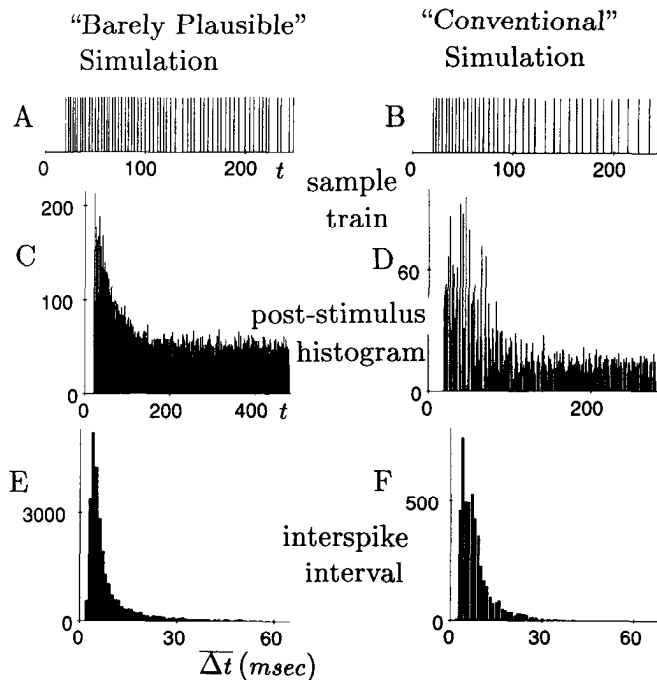 “Barely Plausible” “Conventional”
Simulation Simulation
A B
0 100 200 t 0 100 200
sample
train
200
C D
60
100 post-stimulus
histogram
0 0
0 200 400 t 0 200
E F
3000 500
interspike
interval
0 0
0 30 60 0 30 60
Δt (msec)